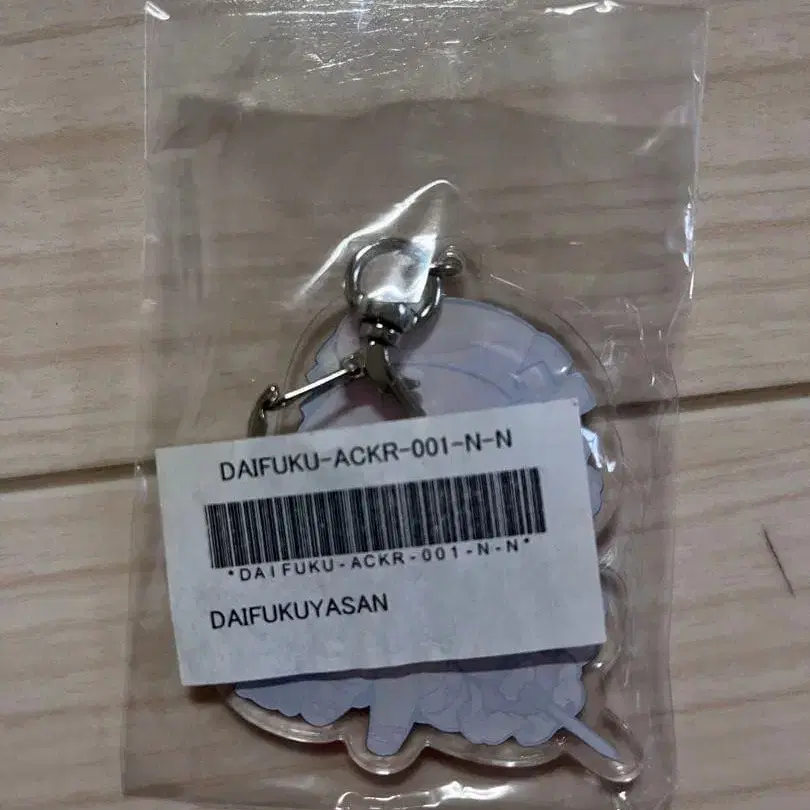 DAIFUKU-ACKR-001-N-N
*DAIFUKU-ACKR-001-N-N*
DAIFUKUYASAN